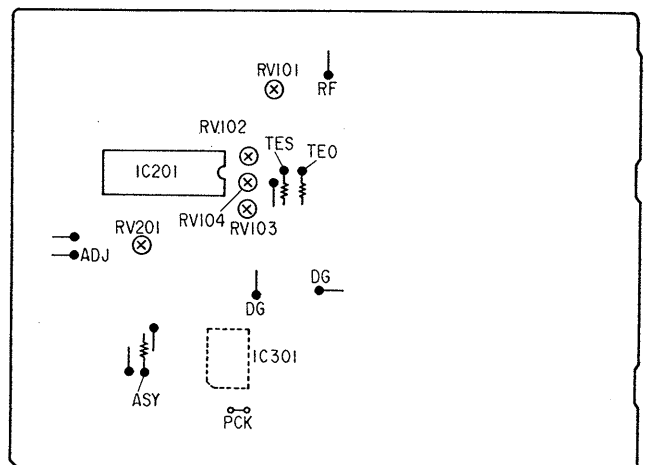 RV101
RF
RV102
TES
TEO
IC201
RV104
RV103
RV201
ADJ
DG
DG
IC301
ASY
PCK